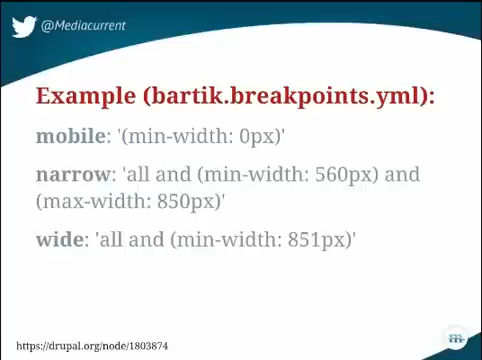 @Mediacurrent
Example (bartik.breakpoints.yml):
mobile: '(min-width: 0px)'
narrow: 'all and (min-width: 560px) and
(max-width: 850px)'
wide: 'all and (min-width: 851px)'
m
https://drupal.org/node/1803874